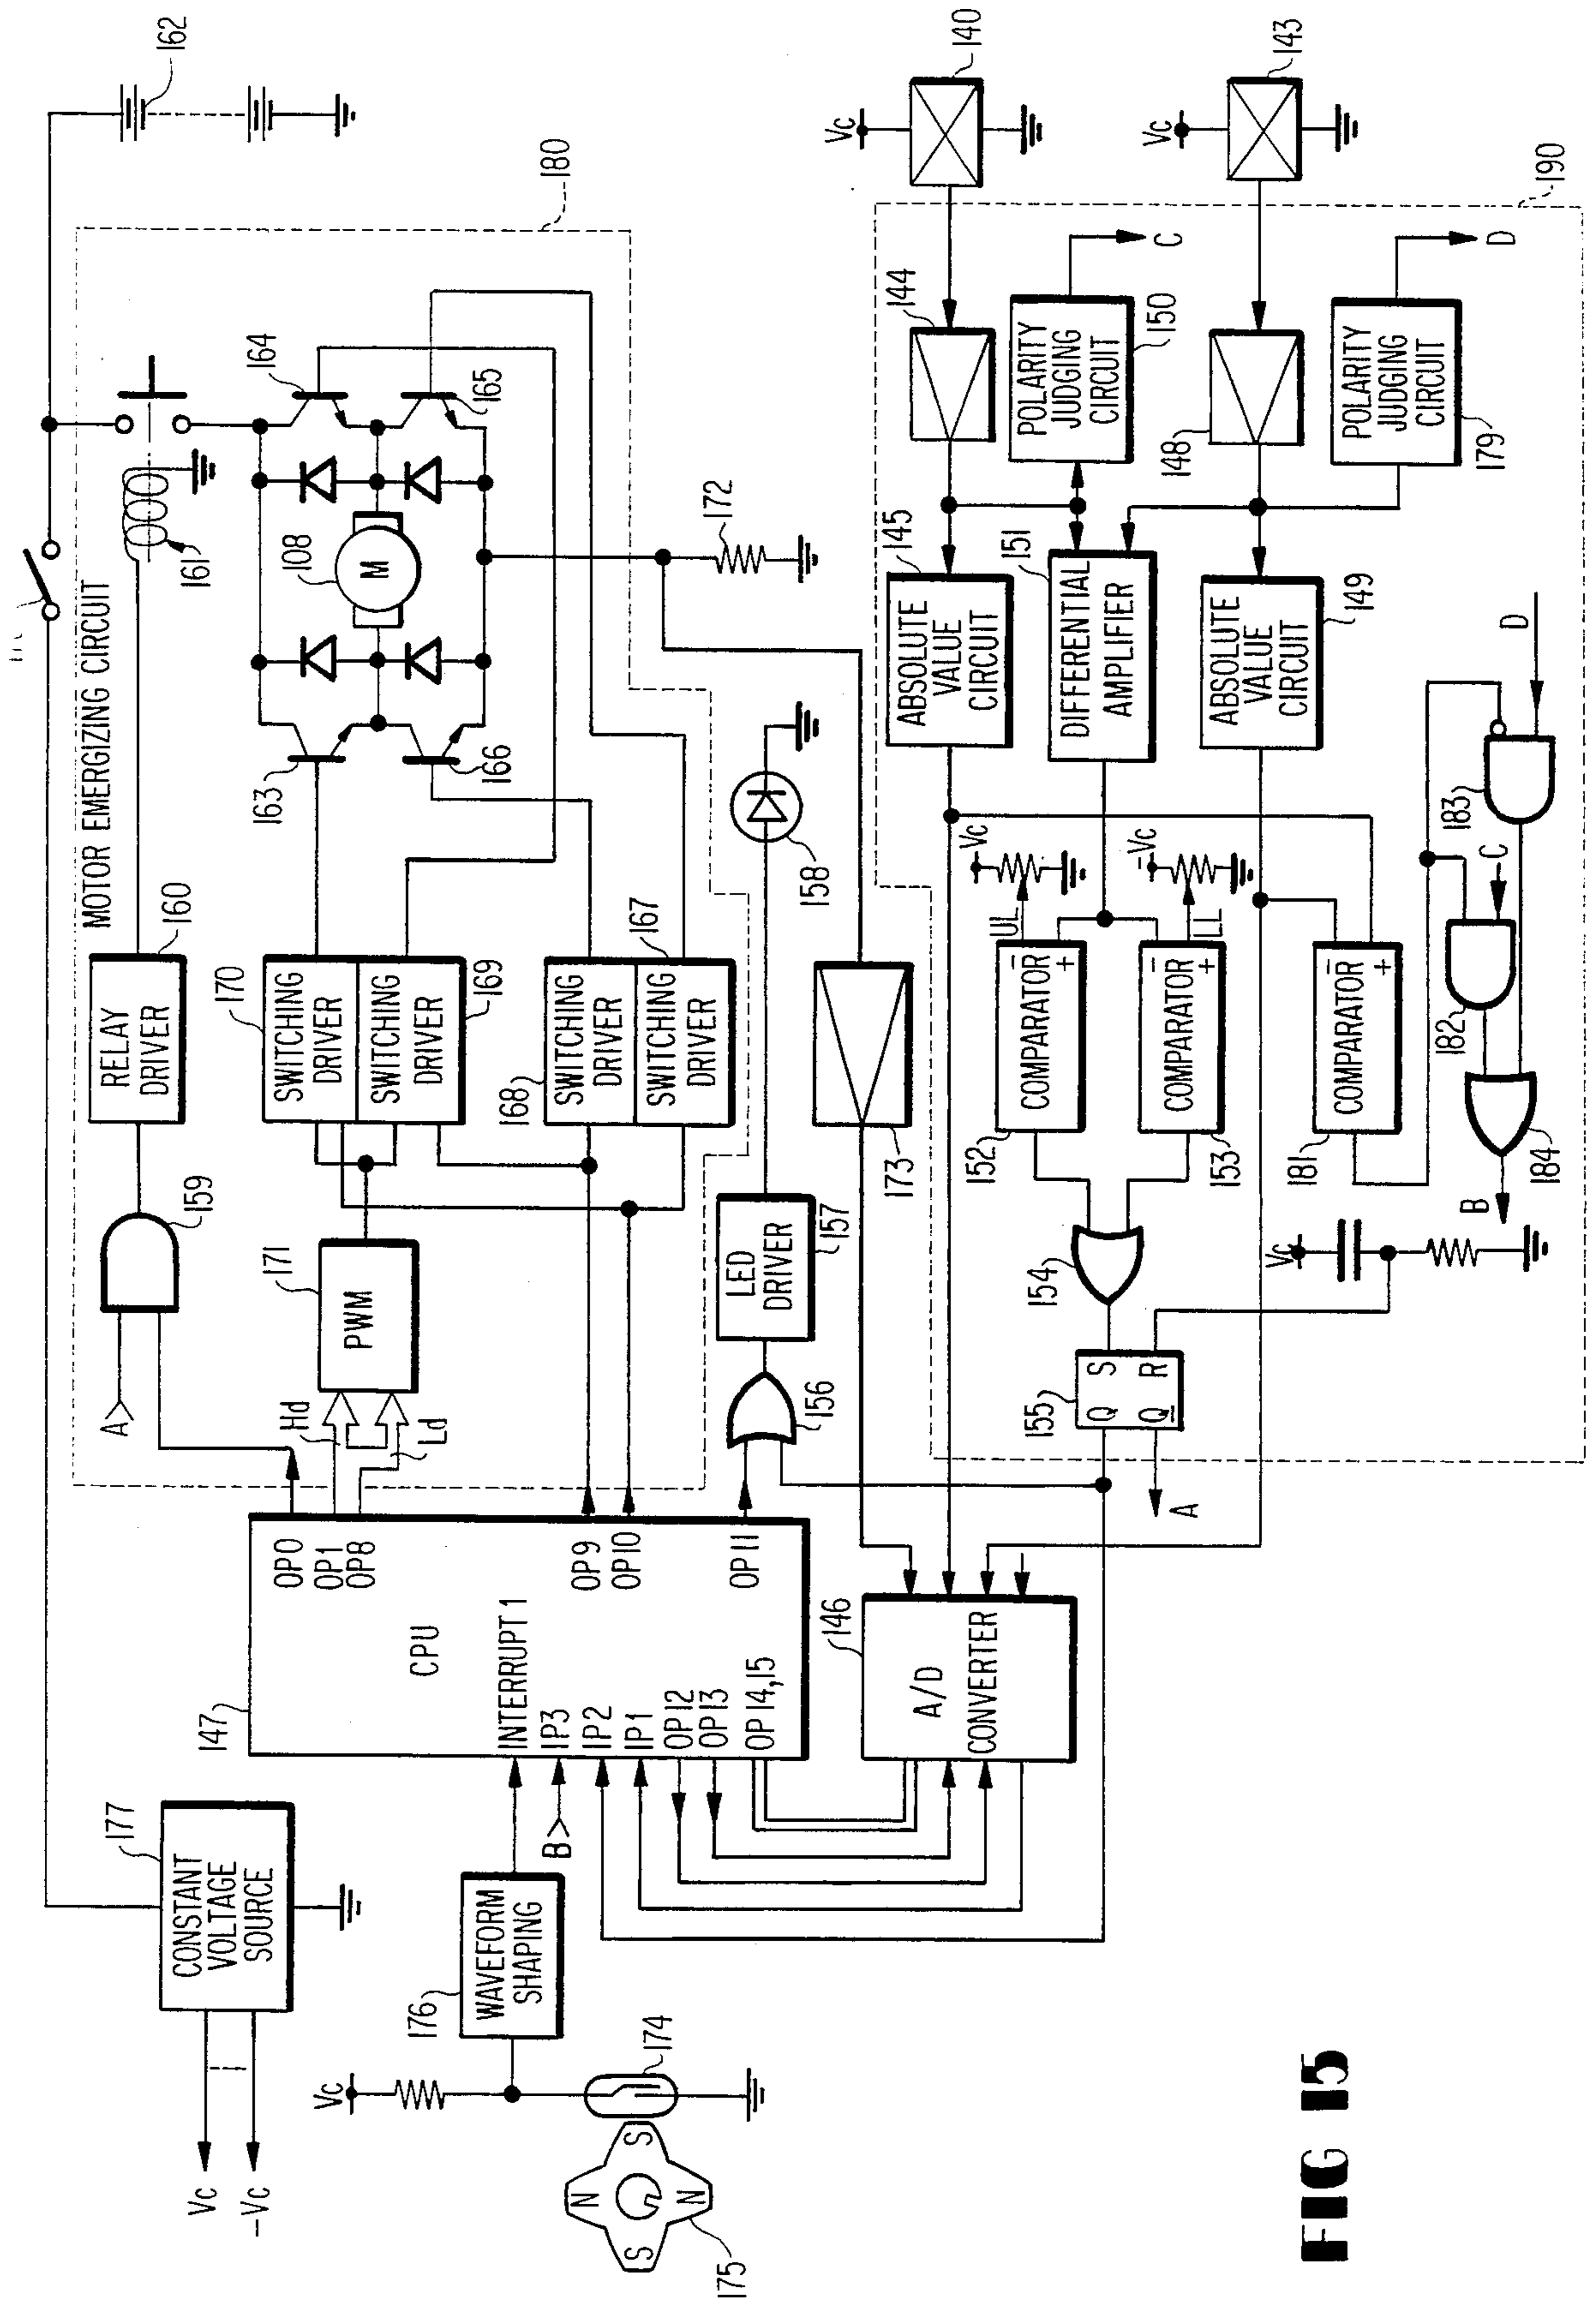 MOTOR EMERGIZING CIRCUIT
162
180
161
164
165
108
M
163
166
172
RELAY
DRIVER
160
170
SWITCHING
DRIVER
SWITCHING
DRIVER
169
168
SWITCHING
DRIVER
SWITCHING
DRIVER
167
A
159
171
PWM
Hd
Ld
158
LED
DRIVER
157
156
173
177
CONSTANT
VOLTAGE
SOURCE
Vc
-Vc
147
CPU
OP0
OP1
OP8
OP9
OP10
OP11
INTERRUPT 1
IP3
IP2
IP1
OP12
OP13
OP14,15
B
176
WAVEFORM
SHAPING
Vc
174
175
N
S
N
S
146
A/D
CONVERTER
Vc
140
Vc
143
190
144
C
POLARITY
JUDGING
CIRCUIT
150
148
D
POLARITY
JUDGING
CIRCUIT
179
145
ABSOLUTE
VALUE
CIRCUIT
151
DIFFERENTIAL
AMPLIFIER
ABSOLUTE
VALUE
CIRCUIT
149
Vc
UL
-Vc
LL
152
COMPARATOR
-
+
COMPARATOR
-
+
153
181
COMPARATOR
-
+
154
155
S
R
Q
Q
A
Vc
D
183
C
182
184
B
FIG 15